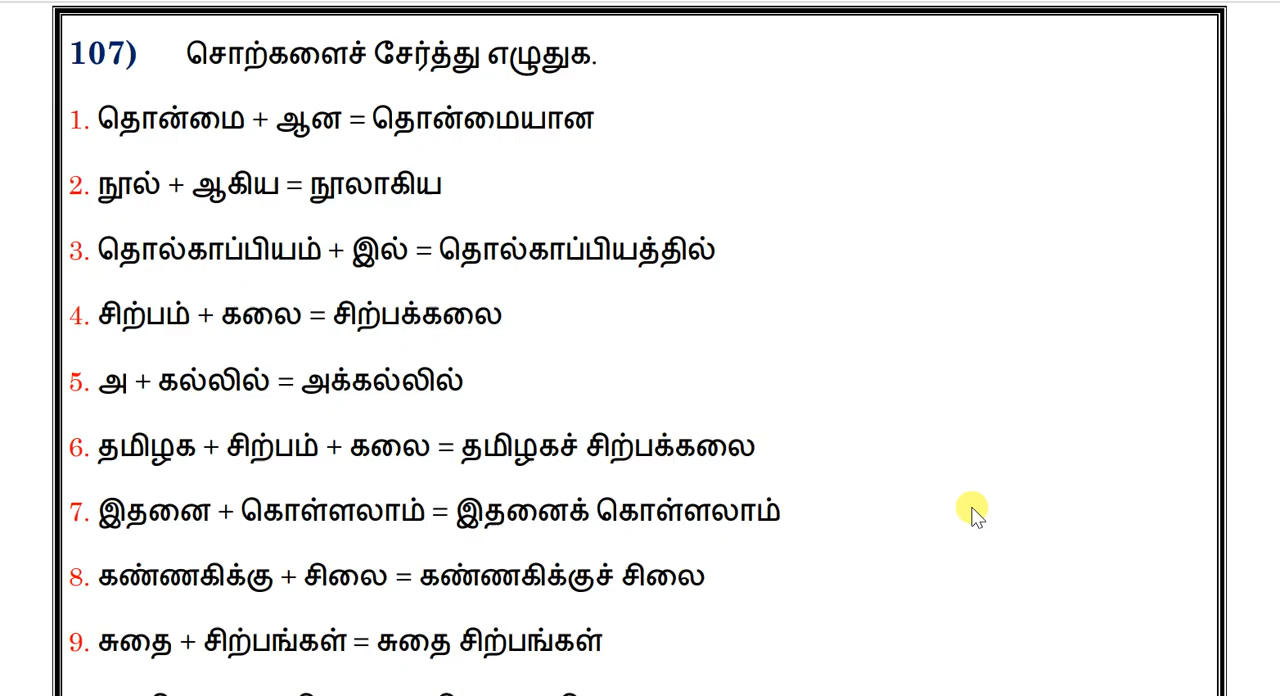 107) சொற்களைச் சேர்த்து எழுதுக.
1. தொன்மை + ஆன = தொன்மையான
2. நூல் + ஆகிய = நூலாகிய
3. தொல்காப்பியம் + இல் = தொல்காப்பியத்தில்
4. சிற்பம் + கலை = சிற்பக்கலை
5. அ + கல்லில் = அக்கல்லில்
6. தமிழக + சிற்பம் + கலை = தமிழகச் சிற்பக்கலை
7. இதனை + கொள்ளலாம் = இதனைக் கொள்ளலாம்
8. கண்ணகிக்கு + சிலை = கண்ணகிக்குச் சிலை
9. சுதை + சிற்பங்கள் = சுதை சிற்பங்கள்